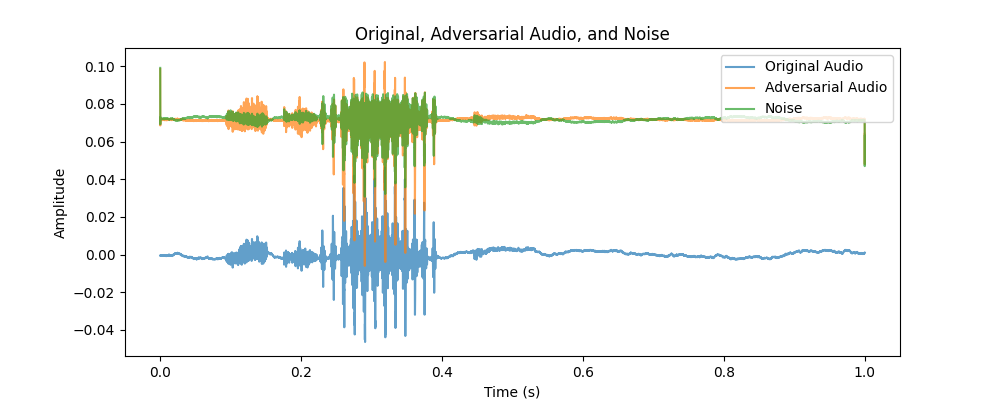 Original, Adversarial Audio, and Noise
Original Audio
Adversarial Audio
Noise
Amplitude
0.10
0.08
0.06
0.04
0.02
0.00
−0.02
−0.04
0.0 0.2 0.4 0.6 0.8 1.0
Time (s)